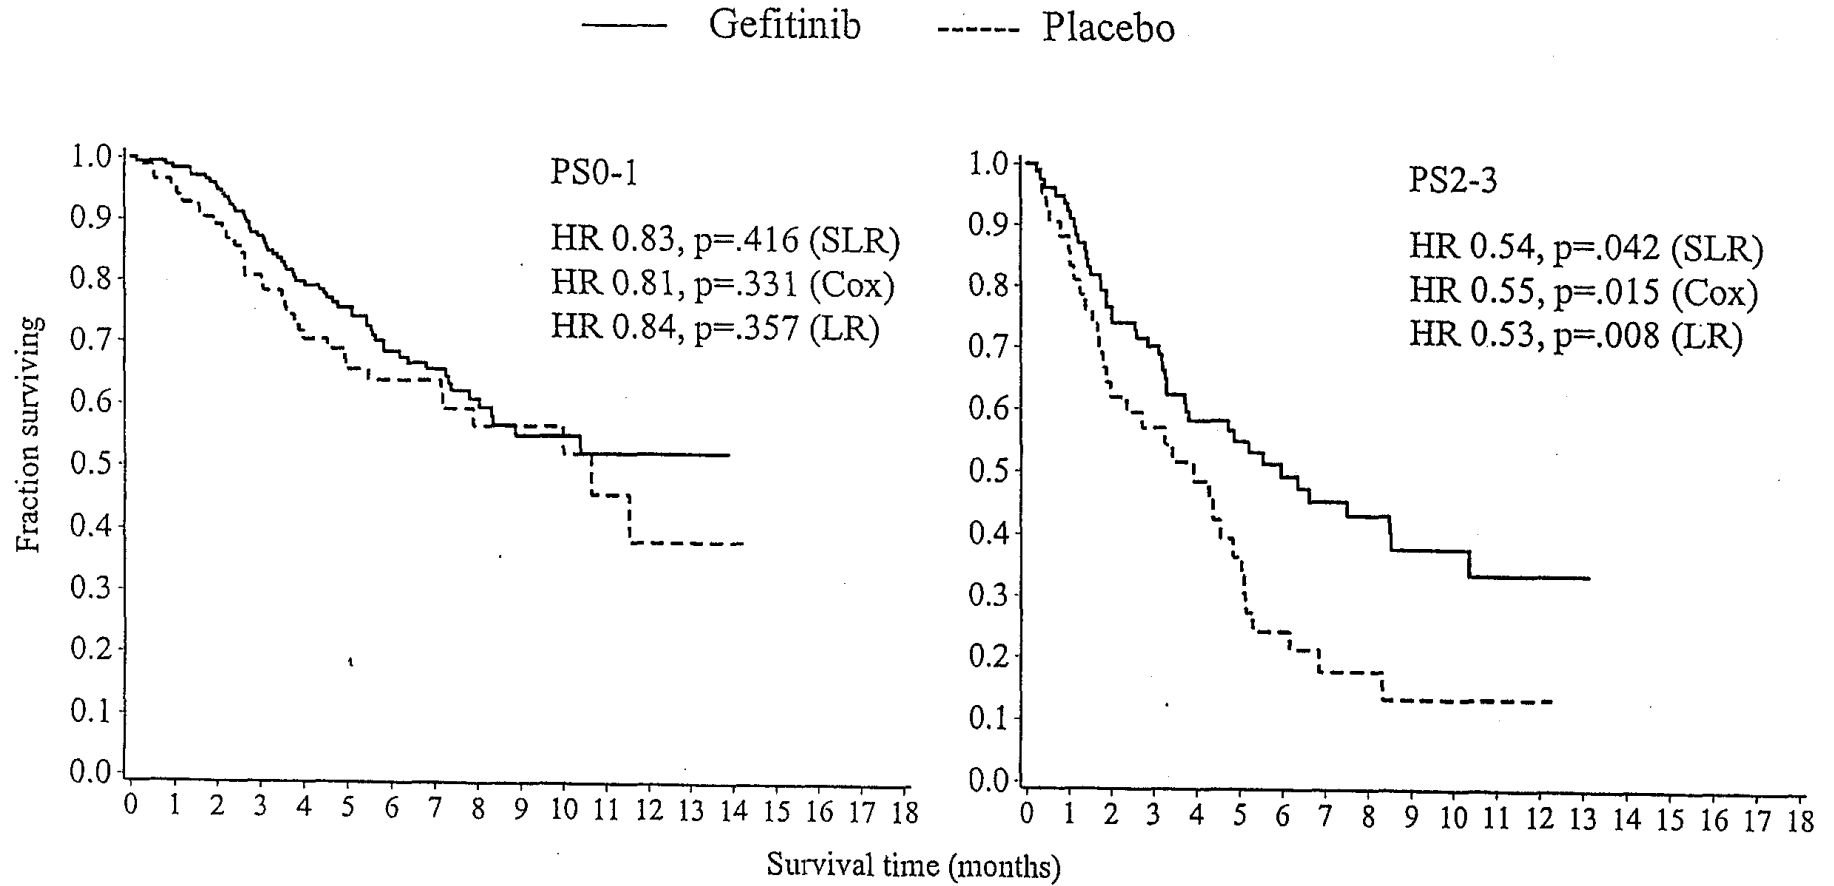 Gefitinib Placebo
PS0-1
HR 0.83, p=.416 (SLR)
HR 0.81, p=.331 (Cox)
HR 0.84, p=.357 (LR)
1.0
0.9
0.8
0.7
0.6
0.5
0.4
0.3
0.2
0.1
0.0
0 1 2 3 4 5 6 7 8 9 10 11 12 13 14 15 16 17 18
Fraction surviving
PS2-3
HR 0.54, p=.042 (SLR)
HR 0.55, p=.015 (Cox)
HR 0.53, p=.008 (LR)
1.0
0.9
0.8
0.7
0.6
0.5
0.4
0.3
0.2
0.1
0.0
0 1 2 3 4 5 6 7 8 9 10 11 12 13 14 15 16 17 18
Survival time (months)